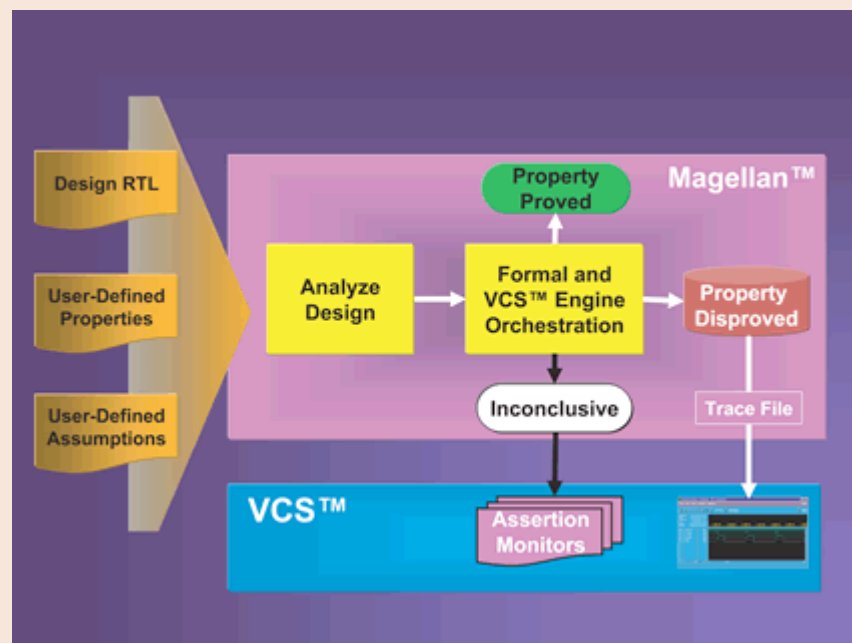 Design RTL
User-Defined
Properties
User-Defined
Assumptions
Magellan™
Property
Proved
Analyze
Design
Formal and
VCS™ Engine
Orchestration
Property
Disproved
Inconclusive
Trace File
VCS™
Assertion
Monitors